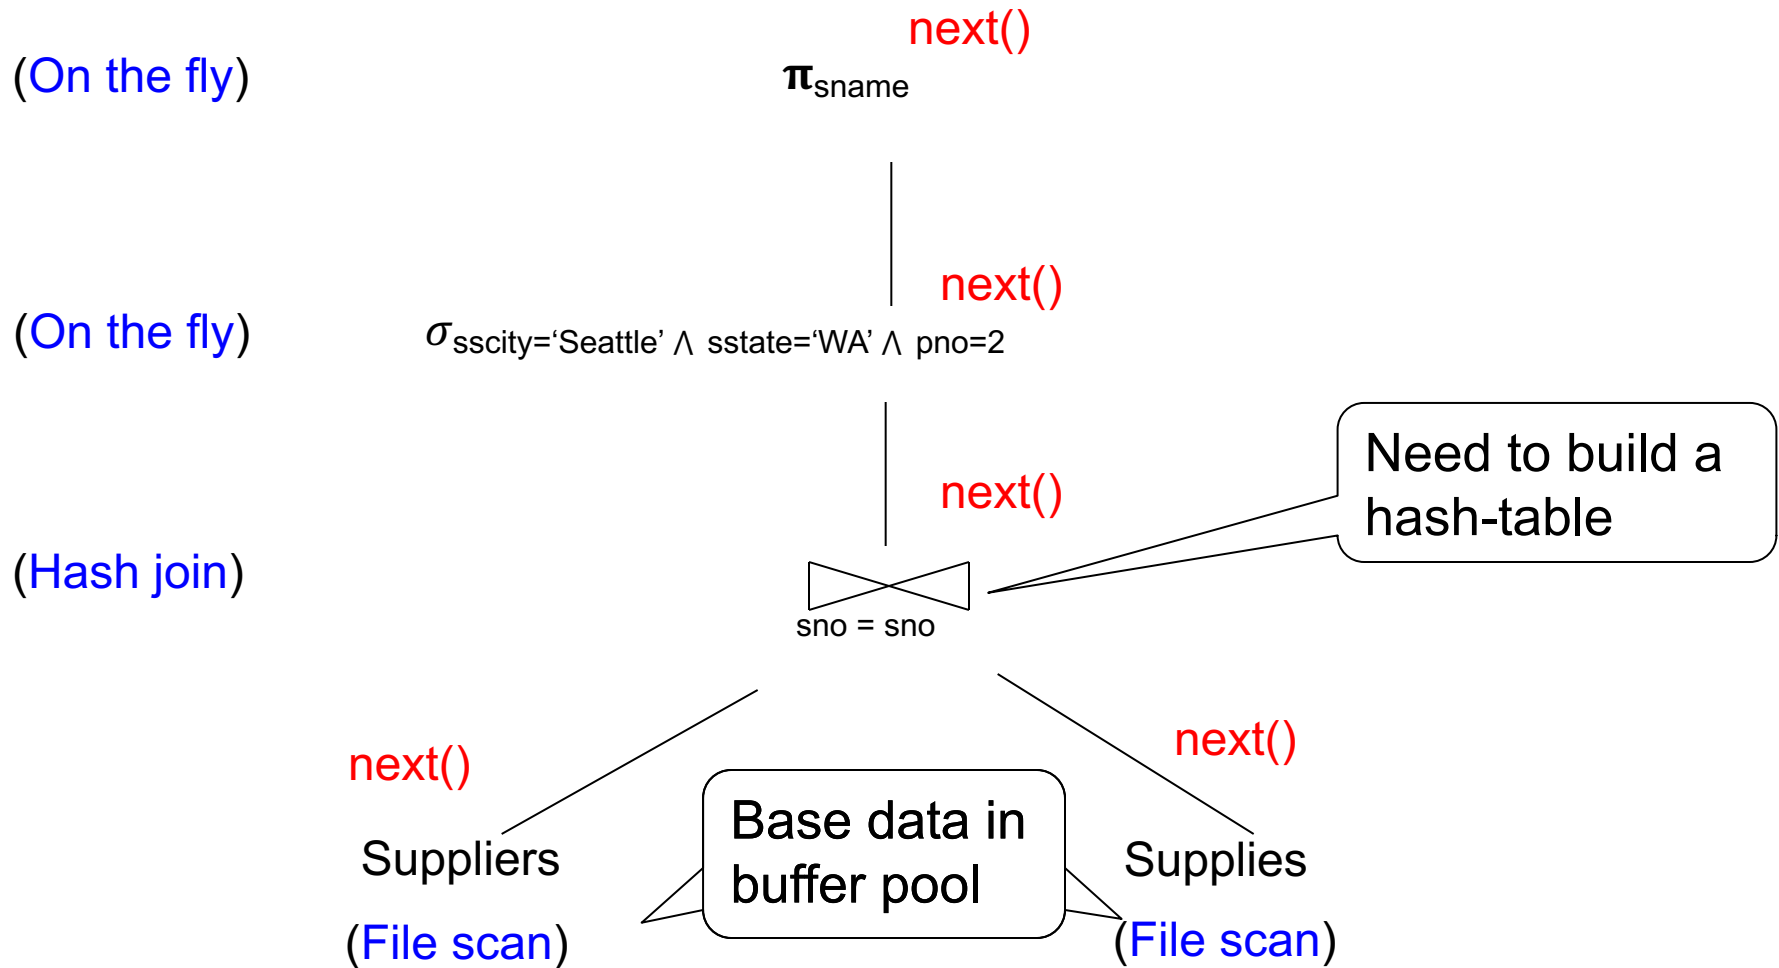 next()
(On the fly)
πsname
next()
(On the fly)
σsscity=‘Seattle’ ∧ sstate=‘WA’ ∧ pno=2
Need to build a
hash-table
next()
(Hash join)
sno = sno
next()
next()
Base data in
buffer pool
Suppliers
Supplies
(File scan)
(File scan)